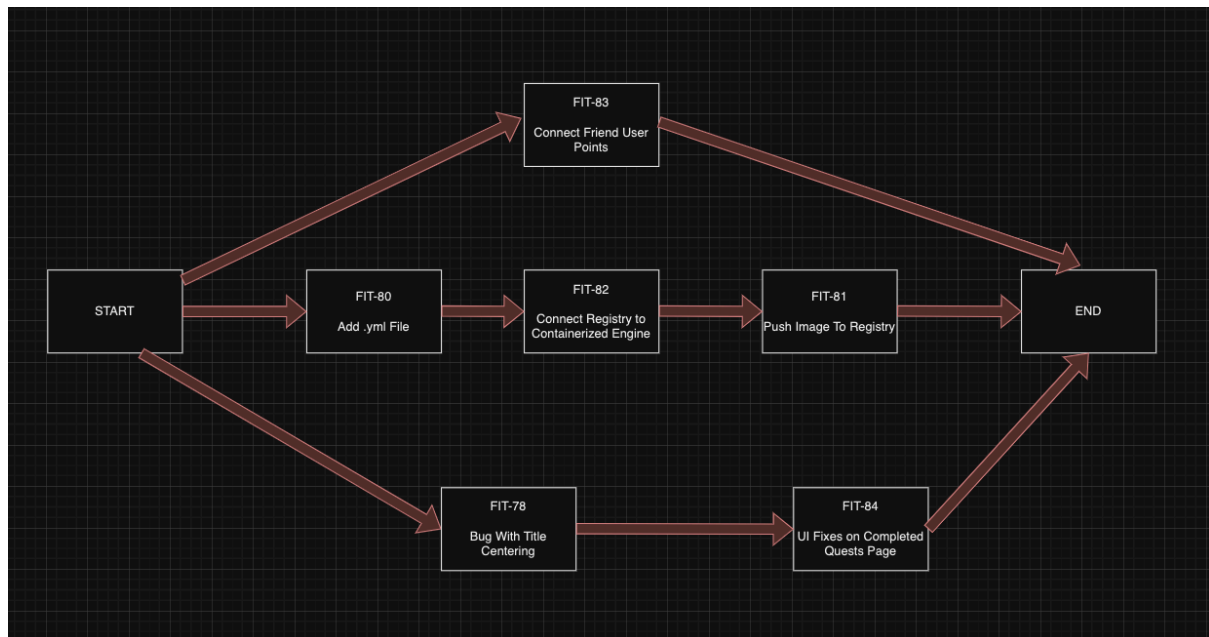 FIT-83
Connect Friend User
Points
START
FIT-80
Add .yml File
FIT-82
Connect Registry to
Containerized Engine
FIT-81
Push Image To Registry
END
FIT-78
Bug With Title
Centering
FIT-84
UI Fixes on Completed
Quests Page